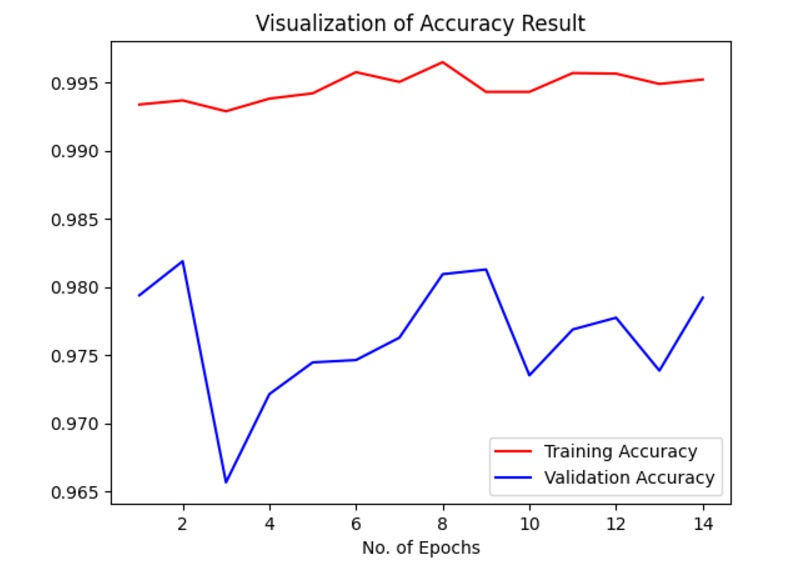 Visualization of Accuracy Result
0.995
0.990
0.985
0.980
0.975
0.970
0.965
Training Accuracy
Validation Accuracy
2 4 6 8 10 12 14
No. of Epochs